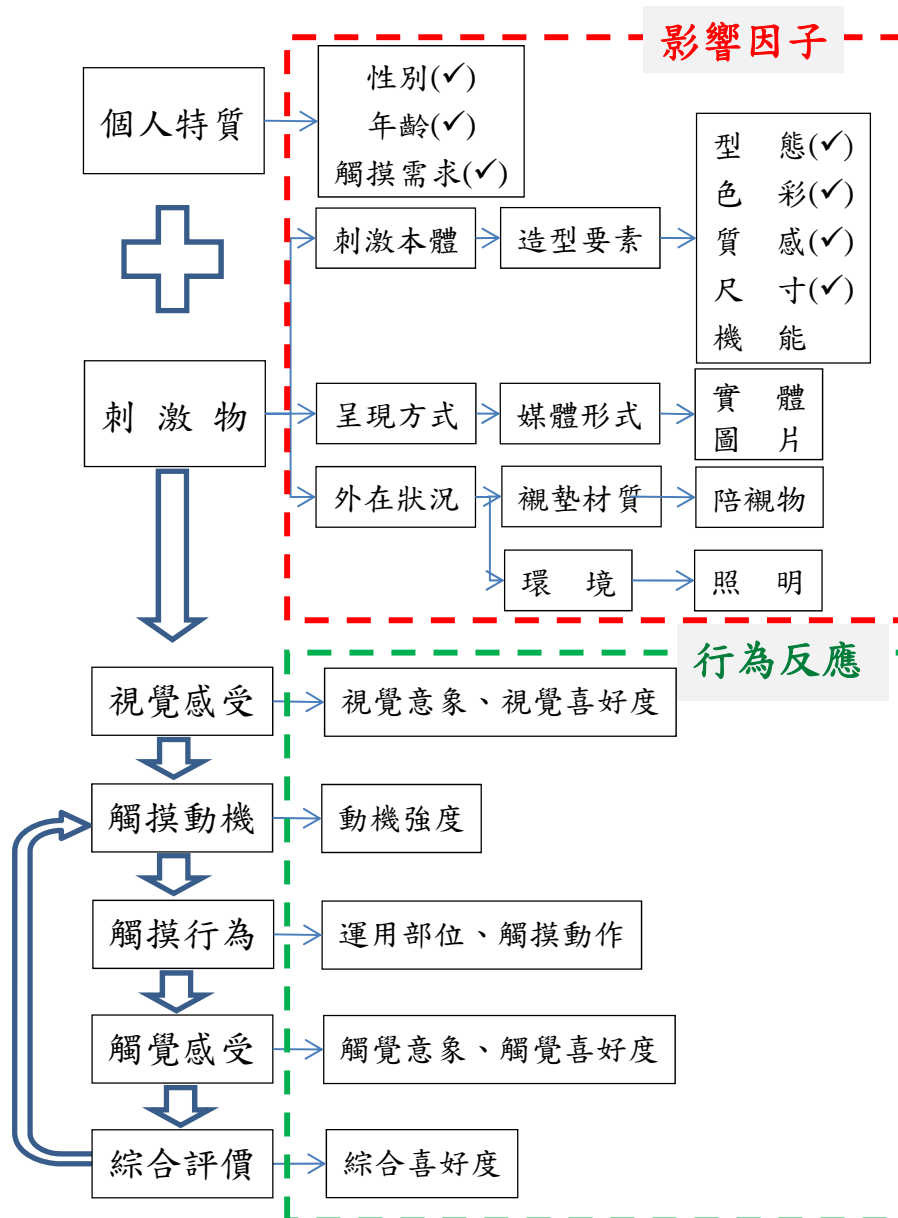 影響因子
個人特質
性別(✓)
年齡(✓)
觸摸需求(✓)
型　態(✓)
色　彩(✓)
質　感(✓)
尺　寸(✓)
機　能
刺激本體
造型要素
刺 激 物
呈現方式
媒體形式
實　體
圖　片
外在狀況
襯墊材質
陪襯物
環　境
照　明
行為反應
視覺感受
視覺意象、視覺喜好度
觸摸動機
動機強度
觸摸行為
運用部位、觸摸動作
觸覺感受
觸覺意象、觸覺喜好度
綜合評價
綜合喜好度